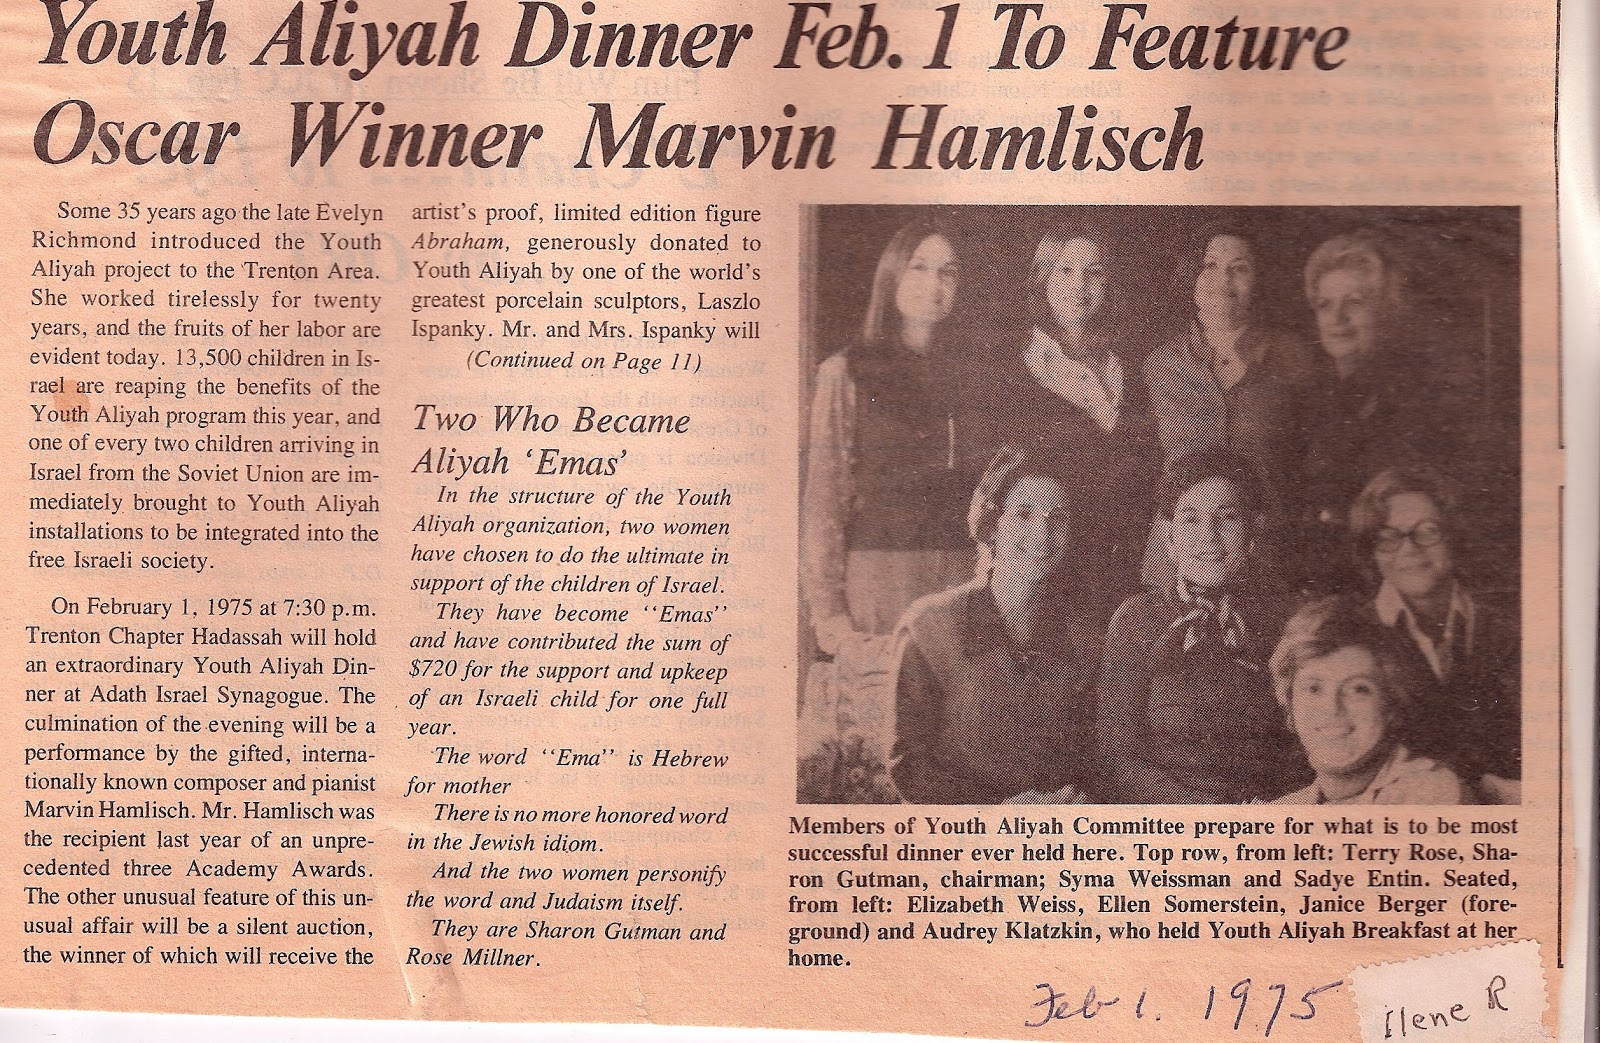 Youth Aliyah Dinner Feb. 1 To Feature
Oscar Winner Marvin Hamlisch
Some 35 years ago the late Evelyn
Richmond introduced the Youth
Aliyah project to the Trenton Area.
She worked tirelessly for twenty
years, and the fruits of her labor are
evident today. 13,500 children in Is-
rael are reaping the benefits of the
Youth Aliyah program this year, and
one of every two children arriving in
Israel from the Soviet Union are im-
mediately brought to Youth Aliyah
installations to be integrated into the
free Israeli society.
On February 1, 1975 at 7:30 p.m.
Trenton Chapter Hadassah will hold
an extraordinary Youth Aliyah Din-
ner at Adath Israel Synagogue. The
culmination of the evening will be a
performance by the gifted, interna-
tionally known composer and pianist
Marvin Hamlisch. Mr. Hamlisch was
the recipient last year of an unpre-
cedented three Academy Awards.
The other unusual feature of this un-
usual affair will be a silent auction,
the winner of which will receive the
artist's proof, limited edition figure
Abraham, generously donated to
Youth Aliyah by one of the world's
greatest porcelain sculptors, Laszlo
Ispanky. Mr. and Mrs. Ispanky will
(Continued on Page 11)
Two Who Became
Aliyah 'Emas'
In the structure of the Youth
Aliyah organization, two women
have chosen to do the ultimate in
support of the children of Israel.
They have become "Emas"
and have contributed the sum of
$720 for the support and upkeep
of an Israeli child for one full
year.
The word "Ema" is Hebrew
for mother
There is no more honored word
in the Jewish idiom.
And the two women personify
the word and Judaism itself.
They are Sharon Gutman and
Rose Millner.
Members of Youth Aliyah Committee prepare for what is to be most
successful dinner ever held here. Top row, from left: Terry Rose, Sha-
ron Gutman, chairman; Syma Weissman and Sadye Entin. Seated,
from left: Elizabeth Weiss, Ellen Somerstein, Janice Berger (fore-
ground) and Audrey Klatzkin, who held Youth Aliyah Breakfast at her
home.
Feb 1. 1975
Ilene R